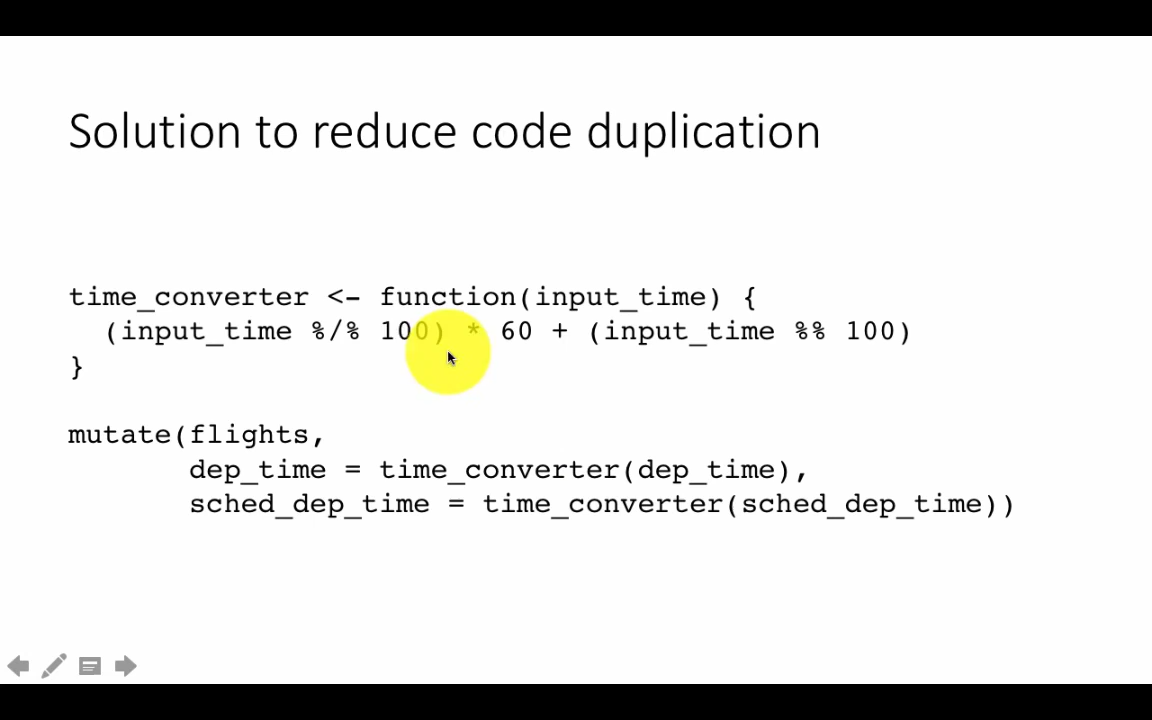 Solution to reduce code duplication
time_converter <- function(input_time) {
  (input_time %/% 100) * 60 + (input_time %% 100)
}
mutate(flights,
       dep_time = time_converter(dep_time),
       sched_dep_time = time_converter(sched_dep_time))